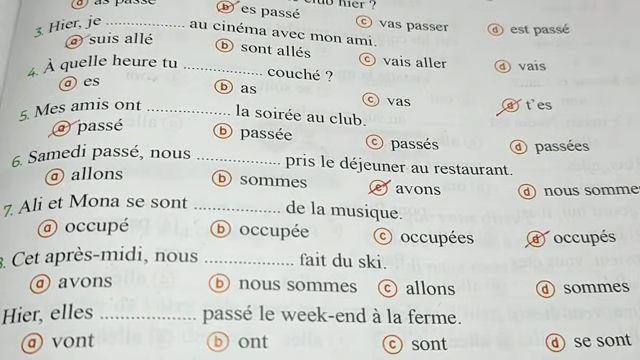 ⓑ es passé ⓒ vas passer ⓓ est passé
3. Hier, je .................. au cinéma avec mon ami.
ⓐ suis allé ⓑ sont allés ⓒ vais aller ⓓ vais
4. À quelle heure tu .................. couché ?
ⓐ es ⓑ as ⓒ vas ⓓ t'es
5. Mes amis ont .................. la soirée au club.
ⓐ passé ⓑ passée ⓒ passés ⓓ passées
6. Samedi passé, nous .................. pris le déjeuner au restaurant.
ⓐ allons ⓑ sommes ⓒ avons ⓓ nous somme
7. Ali et Mona se sont .................. de la musique.
ⓐ occupé ⓑ occupée ⓒ occupées ⓓ occupés
8. Cet après-midi, nous .................. fait du ski.
ⓐ avons ⓑ nous sommes ⓒ allons ⓓ sommes
Hier, elles .................. passé le week-end à la ferme.
ⓐ vont ⓑ ont ⓒ sont ⓓ se sont